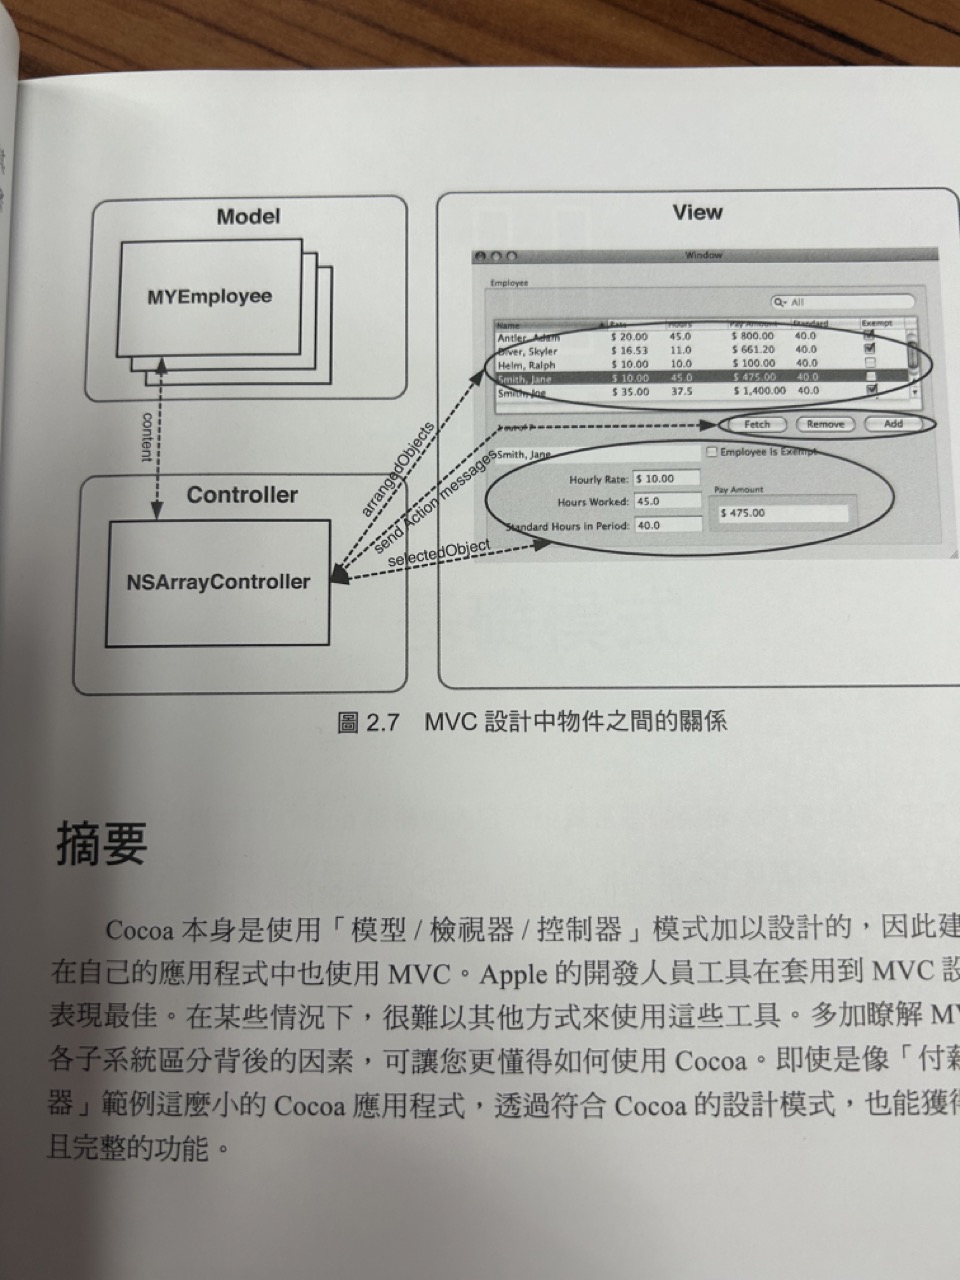 Model
MYEmployee
content
Controller
NSArrayController
arrangedObjects
send Action messages
selectedObject
View
Window
Employee
All
Name Rate Hours Pay Amount Standard Exempt
Antler, Adam $ 20.00 45.0 $ 800.00 40.0
Diver, Skyler $ 16.53 11.0 $ 661.20 40.0
Helm, Ralph $ 10.00 10.0 $ 100.00 40.0
Smith, Jane $ 10.00 45.0 $ 475.00 40.0
Smith, Joe $ 35.00 37.5 $ 1,400.00 40.0
Fetch Remove Add
Smith, Jane Employee Is Exempt
Hourly Rate: $ 10.00
Pay Amount
Hours Worked: 45.0
$ 475.00
Standard Hours in Period: 40.0
圖 2.7 MVC 設計中物件之間的關係
摘要
Cocoa 本身是使用「模型 / 檢視器 / 控制器」模式加以設計的，因此建
在自己的應用程式中也使用 MVC。Apple 的開發人員工具在套用到 MVC 設
表現最佳。在某些情況下，很難以其他方式來使用這些工具。多加瞭解 MV
各子系統區分背後的因素，可讓您更懂得如何使用 Cocoa。即使是像「付薪
器」範例這麼小的 Cocoa 應用程式，透過符合 Cocoa 的設計模式，也能獲得
且完整的功能。